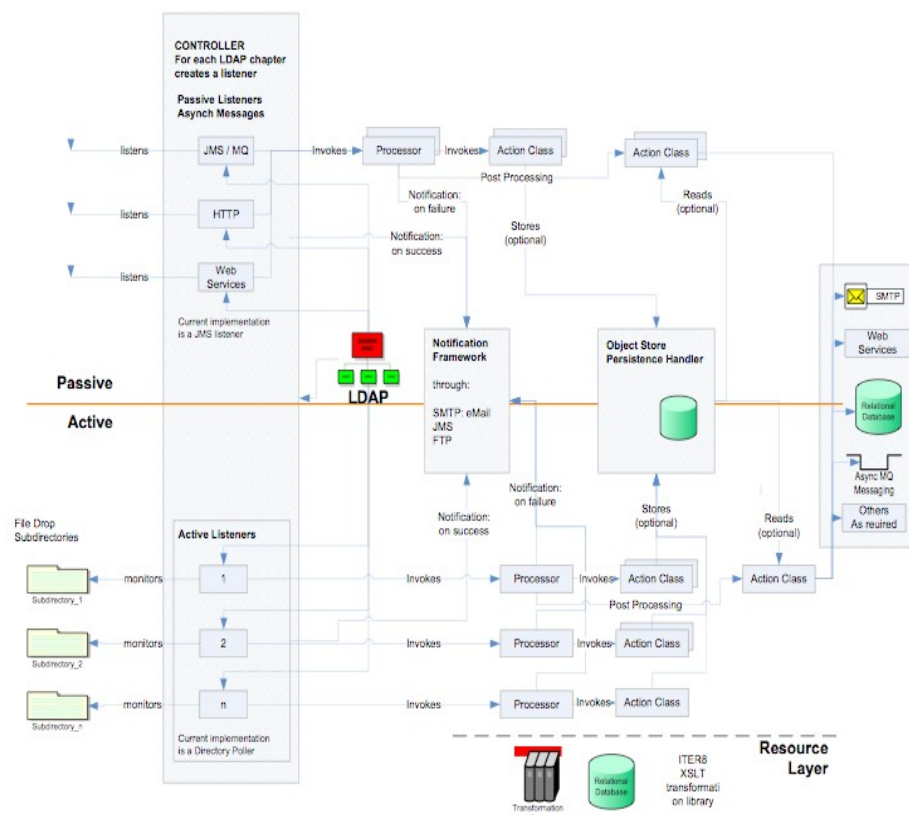 CONTROLLER
For each LDAP chapter
creates a listener
Passive Listeners
Asynch Messages
listens
JMS / MQ
Invokes
Processor
Invokes
Action Class
Action Class
Post Processing
Notification:
on failure
Reads
(optional)
listens
HTTP
Notification:
on success
Stores
(optional)
listens
Web
Services
Current implementation
is a JMS listener
SMTP
Web
Services
Relational
Database
Async MQ
Messaging
Others
As reuired
Notification
Framework
through:
SMTP: eMail
JMS
FTP
Object Store
Persistence Handler
LDAP
Passive
Active
Notification:
on failure
Notification:
on success
Stores
(optional)
Reads
(optional)
File Drop
Subdirectories
Active Listeners
Subdirectory_1
monitors
1
Invokes
Processor
Invokes
Action Class
Action Class
Post Processing
Subdirectory_2
monitors
2
Invokes
Processor
Invokes
Action Class
Subdirectory_n
monitors
n
Invokes
Processor
Invokes
Action Class
Current implementation
is a Directory Poller
Resource
Layer
Transformation
Relational
Database
ITER8
XSLT
transformati
on library